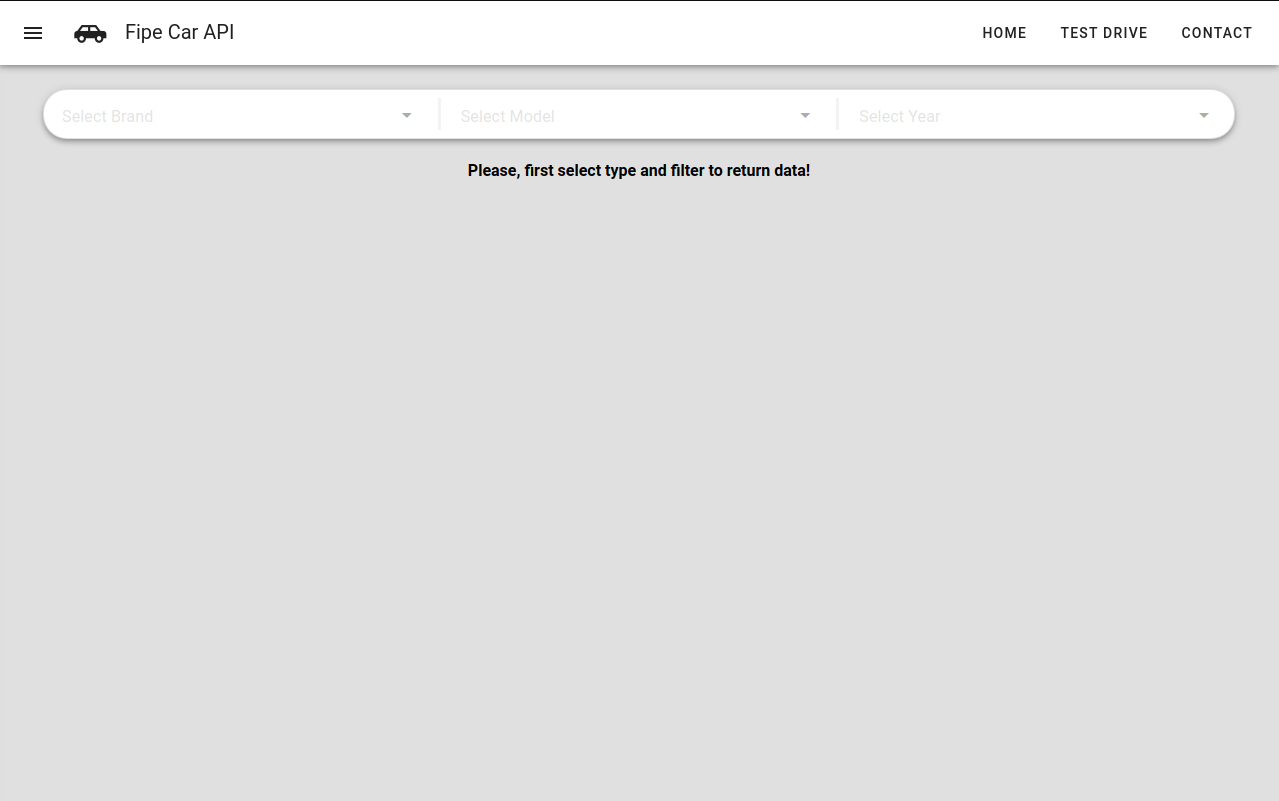 Fipe Car API HOME TEST DRIVE CONTACT
Select Brand Select Model Select Year
Please, first select type and filter to return data!